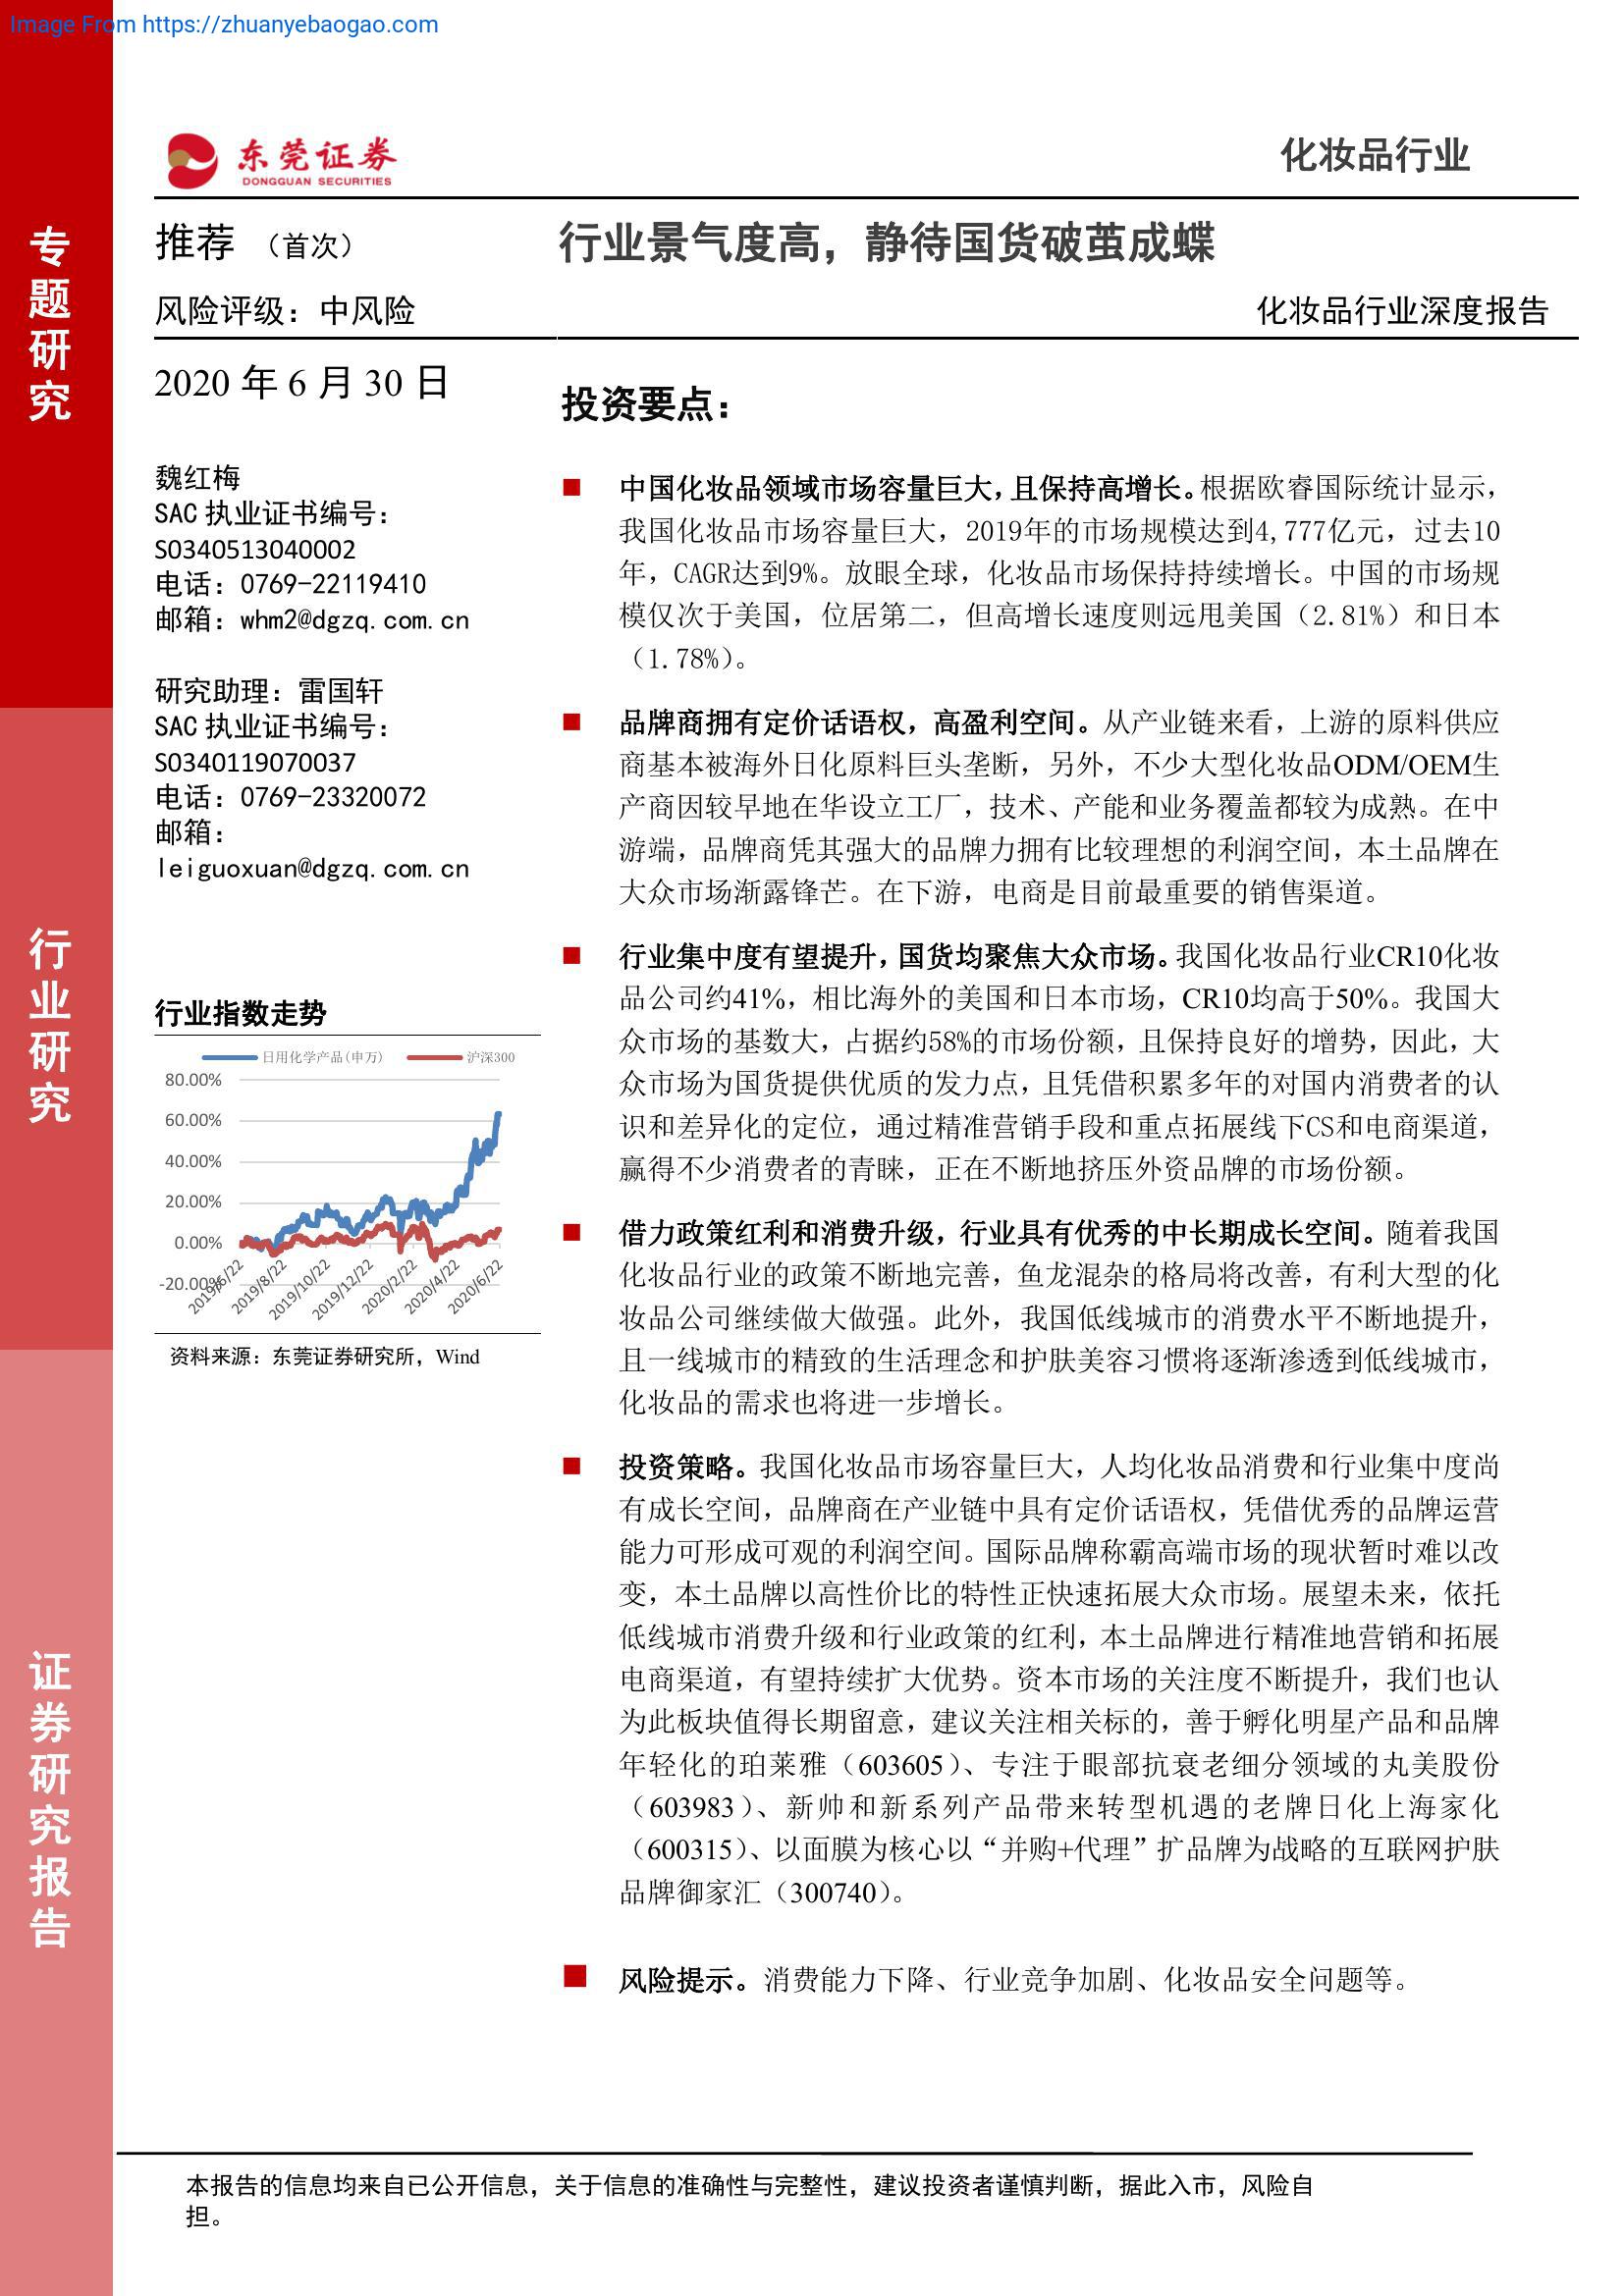 Image From https://zhuanyebaogao.com
专题研究
行业研究
证券研究报告
东莞证券
DONGGUAN SECURITIES
化妆品行业
推荐 （首次）
行业景气度高，静待国货破茧成蝶
风险评级：中风险
化妆品行业深度报告
2020 年 6 月 30 日
魏红梅
SAC 执业证书编号：
S0340513040002
电话：0769-22119410
邮箱：whm2@dgzq.com.cn
研究助理：雷国轩
SAC 执业证书编号：
S0340119070037
电话：0769-23320072
邮箱：
leiguoxuan@dgzq.com.cn
行业指数走势
日用化学产品(申万)
沪深300
80.00%
60.00%
40.00%
20.00%
0.00%
-20.00%
2019/6/22
2019/8/22
2019/10/22
2019/12/22
2020/2/22
2020/4/22
2020/6/22
资料来源：东莞证券研究所，Wind
投资要点：
■ 中国化妆品领域市场容量巨大，且保持高增长。根据欧睿国际统计显示，
我国化妆品市场容量巨大，2019年的市场规模达到4,777亿元，过去10
年，CAGR达到9%。放眼全球，化妆品市场保持持续增长。中国的市场规
模仅次于美国，位居第二，但高增长速度则远甩美国（2.81%）和日本
（1.78%）。
■ 品牌商拥有定价话语权，高盈利空间。从产业链来看，上游的原料供应
商基本被海外日化原料巨头垄断，另外，不少大型化妆品ODM/OEM生
产商因较早地在华设立工厂，技术、产能和业务覆盖都较为成熟。在中
游端，品牌商凭其强大的品牌力拥有比较理想的利润空间，本土品牌在
大众市场渐露锋芒。在下游，电商是目前最重要的销售渠道。
■ 行业集中度有望提升，国货均聚焦大众市场。我国化妆品行业CR10化妆
品公司约41%，相比海外的美国和日本市场，CR10均高于50%。我国大
众市场的基数大，占据约58%的市场份额，且保持良好的增势，因此，大
众市场为国货提供优质的发力点，且凭借积累多年的对国内消费者的认
识和差异化的定位，通过精准营销手段和重点拓展线下CS和电商渠道，
赢得不少消费者的青睐，正在不断地挤压外资品牌的市场份额。
■ 借力政策红利和消费升级，行业具有优秀的中长期成长空间。随着我国
化妆品行业的政策不断地完善，鱼龙混杂的格局将改善，有利大型的化
妆品公司继续做大做强。此外，我国低线城市的消费水平不断地提升，
且一线城市的精致的生活理念和护肤美容习惯将逐渐渗透到低线城市，
化妆品的需求也将进一步增长。
■ 投资策略。我国化妆品市场容量巨大，人均化妆品消费和行业集中度尚
有成长空间，品牌商在产业链中具有定价话语权，凭借优秀的品牌运营
能力可形成可观的利润空间。国际品牌称霸高端市场的现状暂时难以改
变，本土品牌以高性价比的特性正快速拓展大众市场。展望未来，依托
低线城市消费升级和行业政策的红利，本土品牌进行精准地营销和拓展
电商渠道，有望持续扩大优势。资本市场的关注度不断提升，我们也认
为此板块值得长期留意，建议关注相关标的，善于孵化明星产品和品牌
年轻化的珀莱雅（603605）、专注于眼部抗衰老细分领域的丸美股份
（603983）、新帅和新系列产品带来转型机遇的老牌日化上海家化
（600315）、以面膜为核心以“并购+代理”扩品牌为战略的互联网护肤
品牌御家汇（300740）。
■ 风险提示。消费能力下降、行业竞争加剧、化妆品安全问题等。
本报告的信息均来自已公开信息，关于信息的准确性与完整性，建议投资者谨慎判断，据此入市，风险自
担。